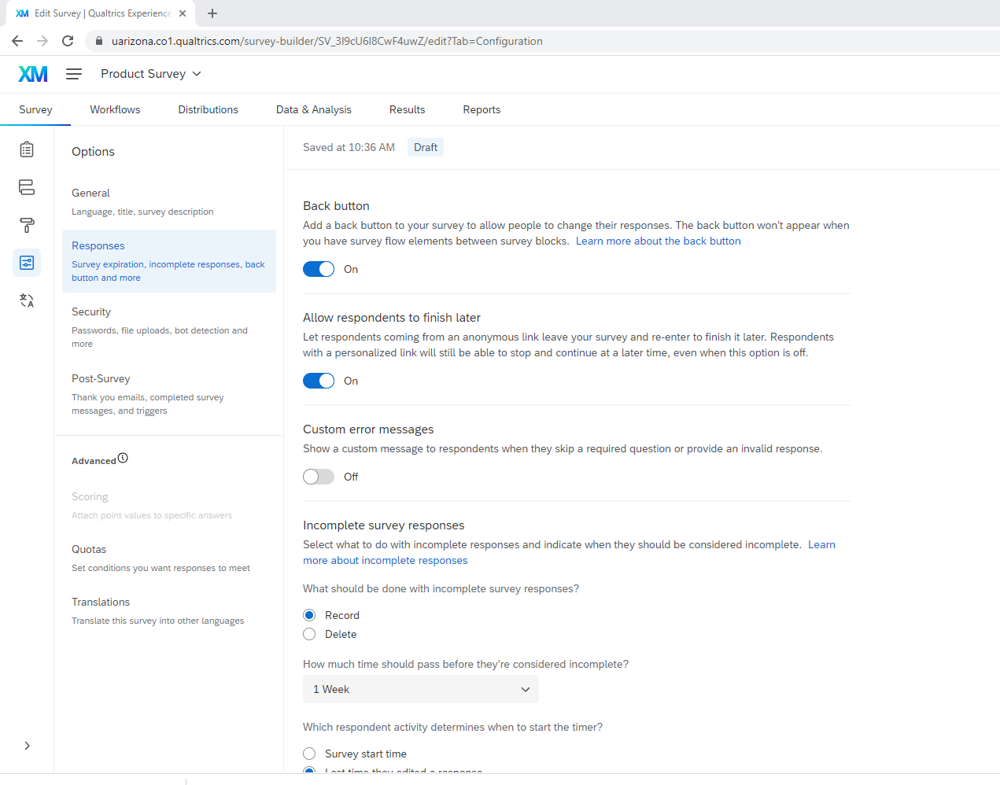 XM Edit Survey | Qualtrics Experience
uarizona.co1.qualtrics.com/survey-builder/SV_3I9cU6I8CwF4uwZ/edit?Tab=Configuration
XM Product Survey
Survey Workflows Distributions Data & Analysis Results Reports
Options
General
Language, title, survey description
Responses
Survey expiration, incomplete responses, back
button and more
Security
Passwords, file uploads, bot detection and
more
Post-Survey
Thank you emails, completed survey
messages, and triggers
Advanced
Scoring
Attach point values to specific answers
Quotas
Set conditions you want responses to meet
Translations
Translate this survey into other languages
Saved at 10:36 AM Draft
Back button
Add a back button to your survey to allow people to change their responses. The back button won’t appear when
you have survey flow elements between survey blocks. Learn more about the back button
On
Allow respondents to finish later
Let respondents coming from an anonymous link leave your survey and re-enter to finish it later. Respondents
with a personalized link will still be able to stop and continue at a later time, even when this option is off.
On
Custom error messages
Show a custom message to respondents when they skip a required question or provide an invalid response.
Off
Incomplete survey responses
Select what to do with incomplete responses and indicate when they should be considered incomplete. Learn
more about incomplete responses
What should be done with incomplete survey responses?
Record
Delete
How much time should pass before they’re considered incomplete?
1 Week
Which respondent activity determines when to start the timer?
Survey start time
Last time they edited a response